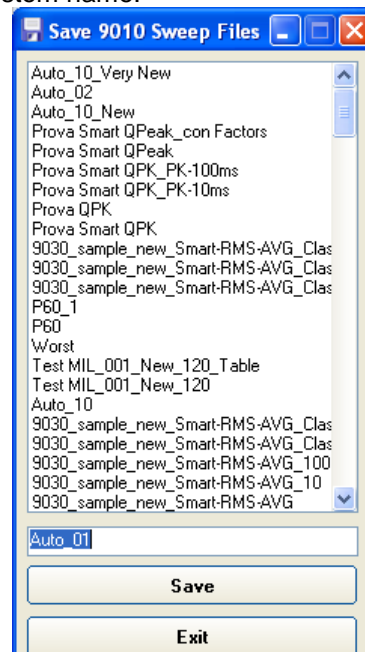 stem name.
Save 9010 Sweep Files
Auto_10_Very New
Auto_02
Auto_10_New
Prova Smart QPeak_con Factors
Prova Smart QPeak
Prova Smart QPK_PK-100ms
Prova Smart QPK_PK-10ms
Prova QPK
Prova Smart QPK
9030_sample_new_Smart-RMS-AVG_Clas
9030_sample_new_Smart-RMS-AVG_Clas
9030_sample_new_Smart-RMS-AVG_Clas
P60_1
P60
Worst
Test MIL_001_New_120_Table
Test MIL_001_New_120
Auto_10
9030_sample_new_Smart-RMS-AVG_Clas
9030_sample_new_Smart-RMS-AVG_Clas
9030_sample_new_Smart-RMS-AVG_100
9030_sample_new_Smart-RMS-AVG_10
9030_sample_new_Smart-RMS-AVG
Auto_01
Save
Exit